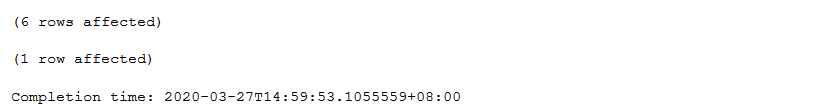 (6 rows affected)
(1 row affected)
Completion time: 2020-03-27T14:59:53.1055559+08:00